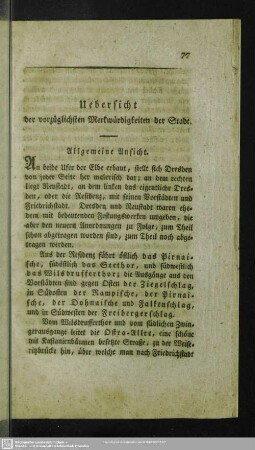 Uebersicht
der vorzüglichsten Merkwürdigkeiten der Stadt.
Allgemeine Ansicht.
An beide Ufer der Elbe erbaut, stellt sich Dresden
von jeder Seite her malerisch dar; an dem rechten
liegt Neustadt, an dem linken das eigentliche Dres-
den, oder die Residenz, mit seinen Vorstädten und
Friedrichstadt. Dresden und Neustadt waren ehe-
dem mit bedeutenden Festungswerken umgeben, die
aber den neuern Anordnungen zu Folge, zum Theil
schon abgetragen worden sind, zum Theil noch abge-
tragen werden.
Aus der Residenz führt östlich das Pirnai-
sche, südöstlich das Seethor, und südwestlich
das Wilsdrufferthor; die Ausgänge aus den
Vorstädten sind gegen Osten der Ziegelschlag,
in Südosten der Rampische, der Pirnai-
sche, der Dohnaische und Falkenschlag,
und in Südwesten der Freibergerschlag.
Vom Wilsdrufferthor und vom südlichen Zwin-
gerausgange leitet die Ostra-Allee, eine schöne
mit Kastanienbäumen besetzte Straße, zu der Weise-
ritzbrücke hin, über welche man nach Friedrichstadt